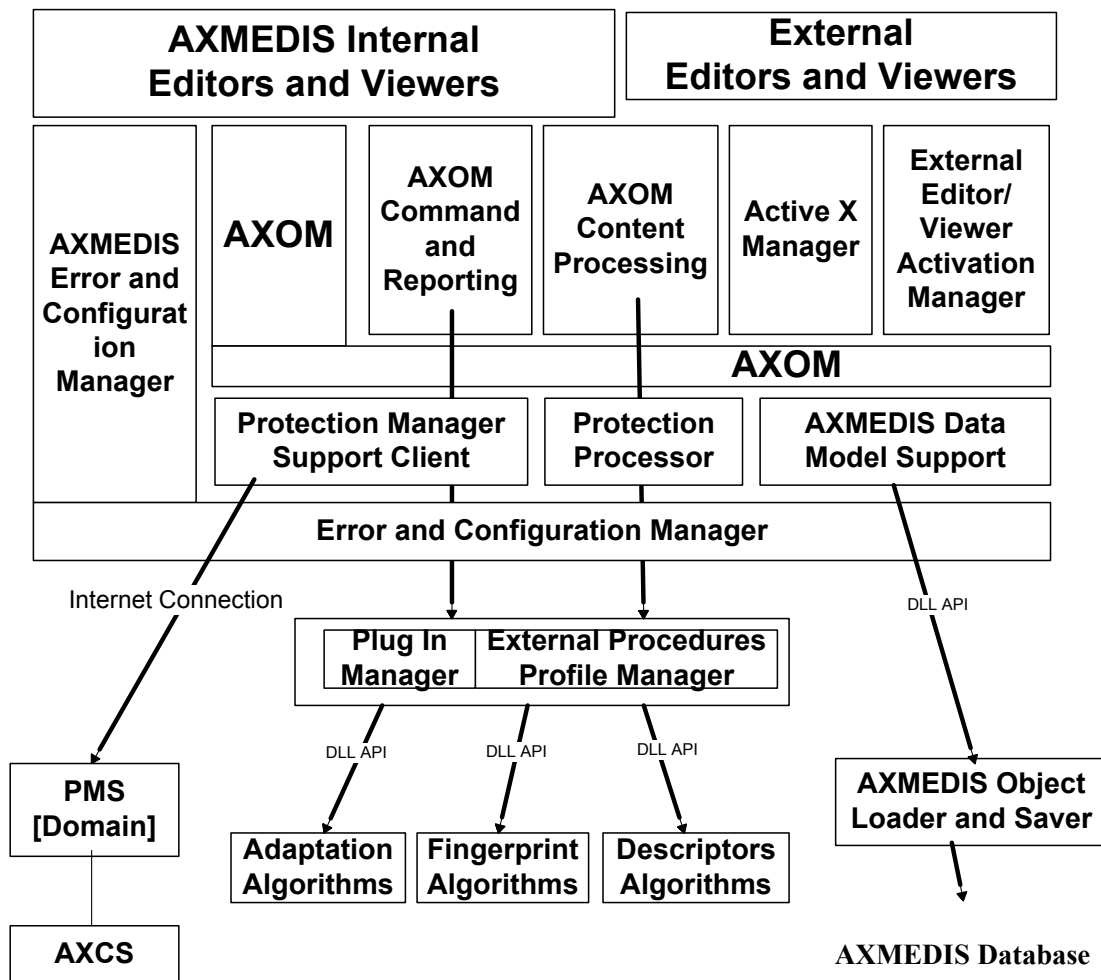 AXMEDIS Internal
Editors and Viewers
External
Editors and Viewers
AXMEDIS
Error and
Configurat
ion
Manager
AXOM
AXOM
Command
and
Reporting
AXOM
Content
Processing
Active X
Manager
External
Editor/
Viewer
Activation
Manager
AXOM
Protection Manager
Support Client
Protection
Processor
AXMEDIS Data
Model Support
Error and Configuration Manager
Internet Connection
DLL API
Plug In
Manager
External Procedures
Profile Manager
DLL API
DLL API
DLL API
PMS
[Domain]
AXMEDIS Object
Loader and Saver
Adaptation
Algorithms
Fingerprint
Algorithms
Descriptors
Algorithms
AXCS
AXMEDIS Database